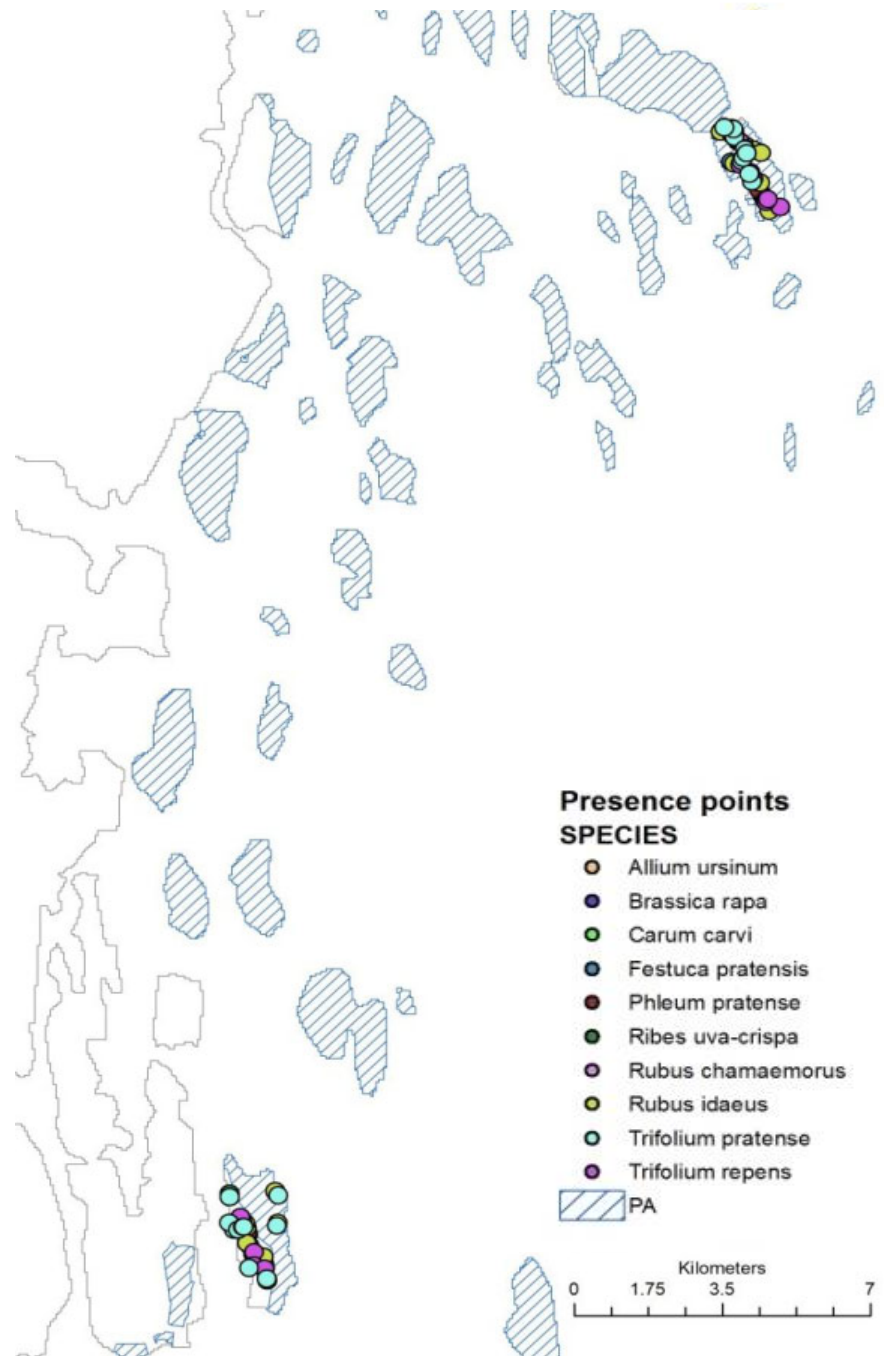 Presence points
SPECIES
Allium ursinum
Brassica rapa
Carum carvi
Festuca pratensis
Phleum pratense
Ribes uva-crispa
Rubus chamaemorus
Rubus idaeus
Trifolium pratense
Trifolium repens
PA
Kilometers
0 1.75 3.5 7